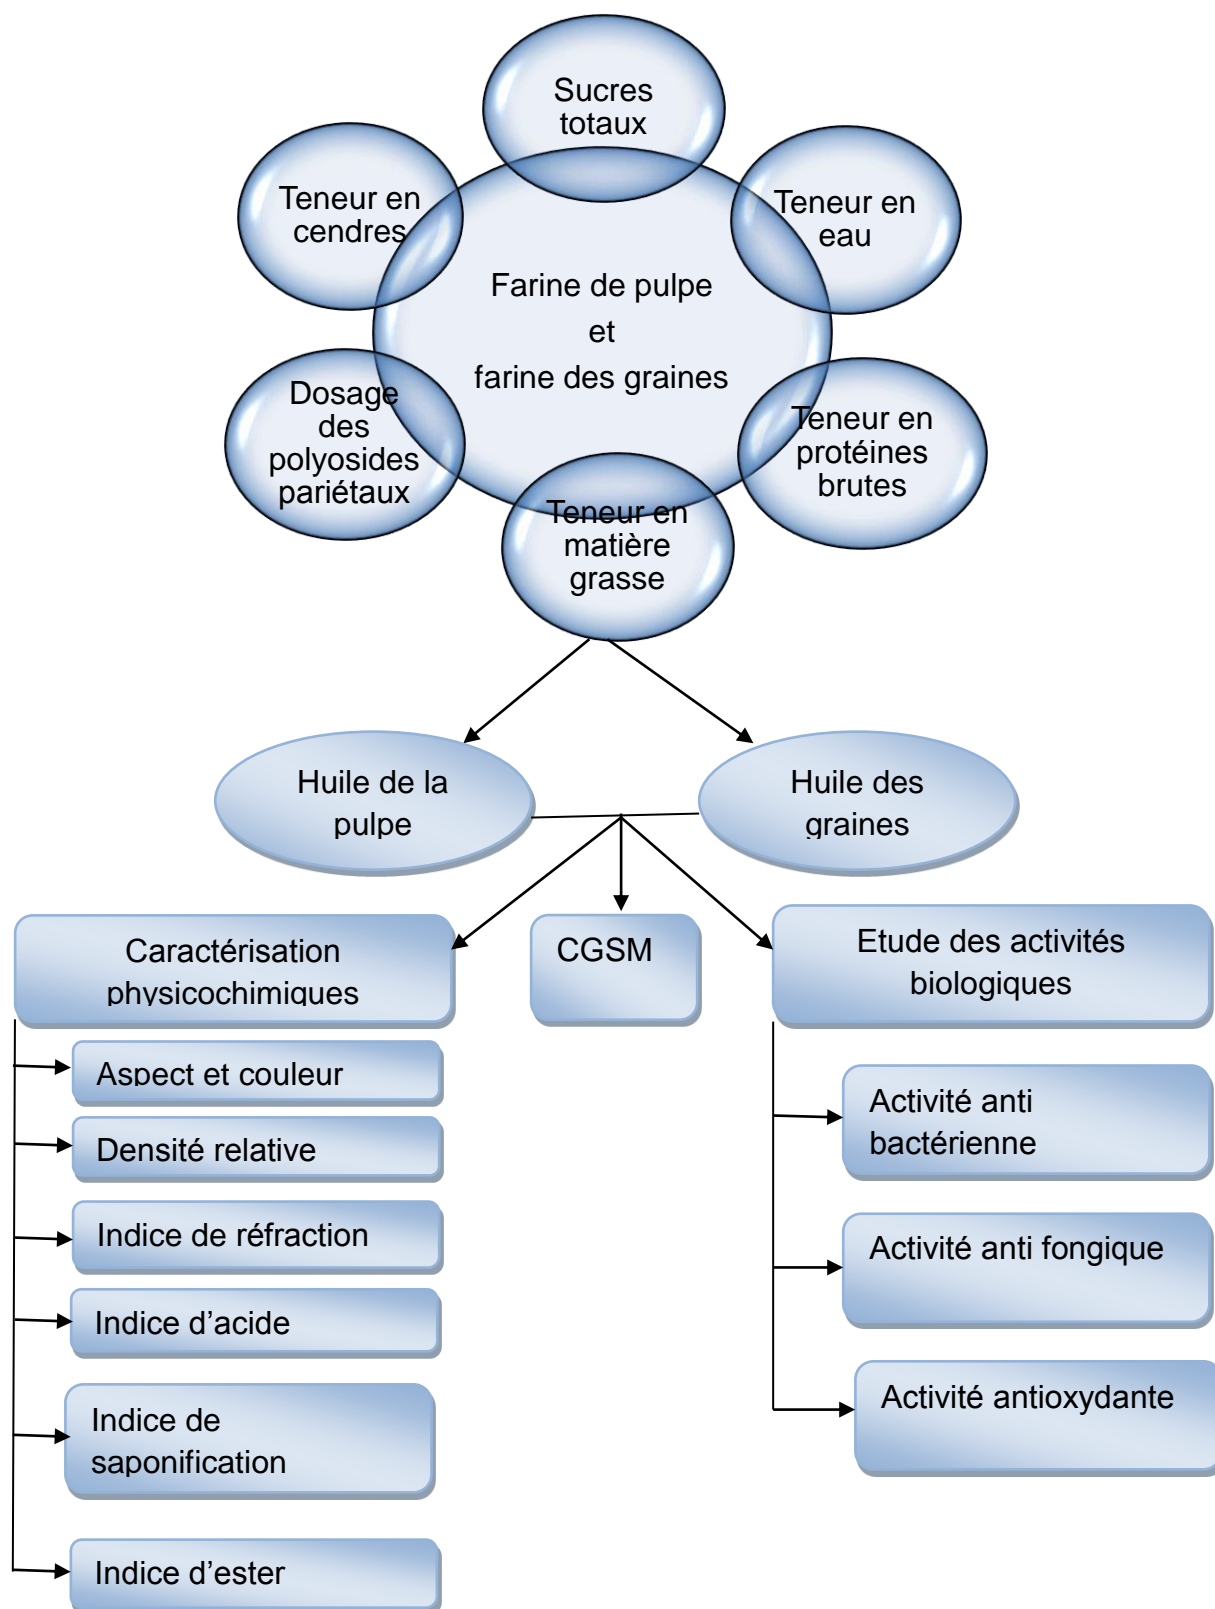 Sucres
totaux
Teneur en
cendres
Teneur en
eau
Farine de pulpe
et
farine des graines
Dosage
des
polyosides
pariétaux
Teneur en
protéines
brutes
Teneur en
matière
grasse
Huile de la
pulpe
Huile des
graines
Caractérisation
physicochimiques
CGSM
Etude des activités
biologiques
Aspect et couleur
Densité relative
Indice de réfraction
Indice d’acide
Indice de
saponification
Indice d’ester
Activité anti
bactérienne
Activité anti fongique
Activité antioxydante